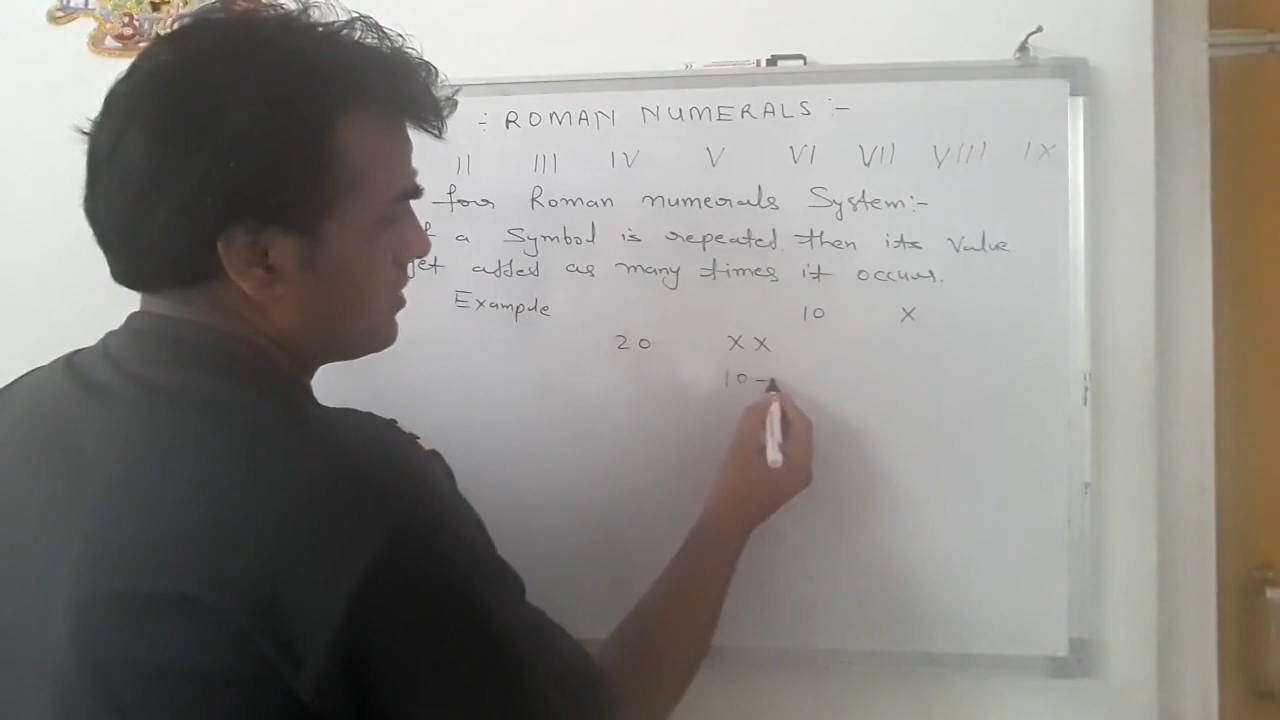 :- ROMAN NUMERALS :-
II III IV V VI VII VIII IX
for Roman numerals System:-
a Symbol is repeated then its value
get added as many times it occurs.
Example 10 X
20 XX
10